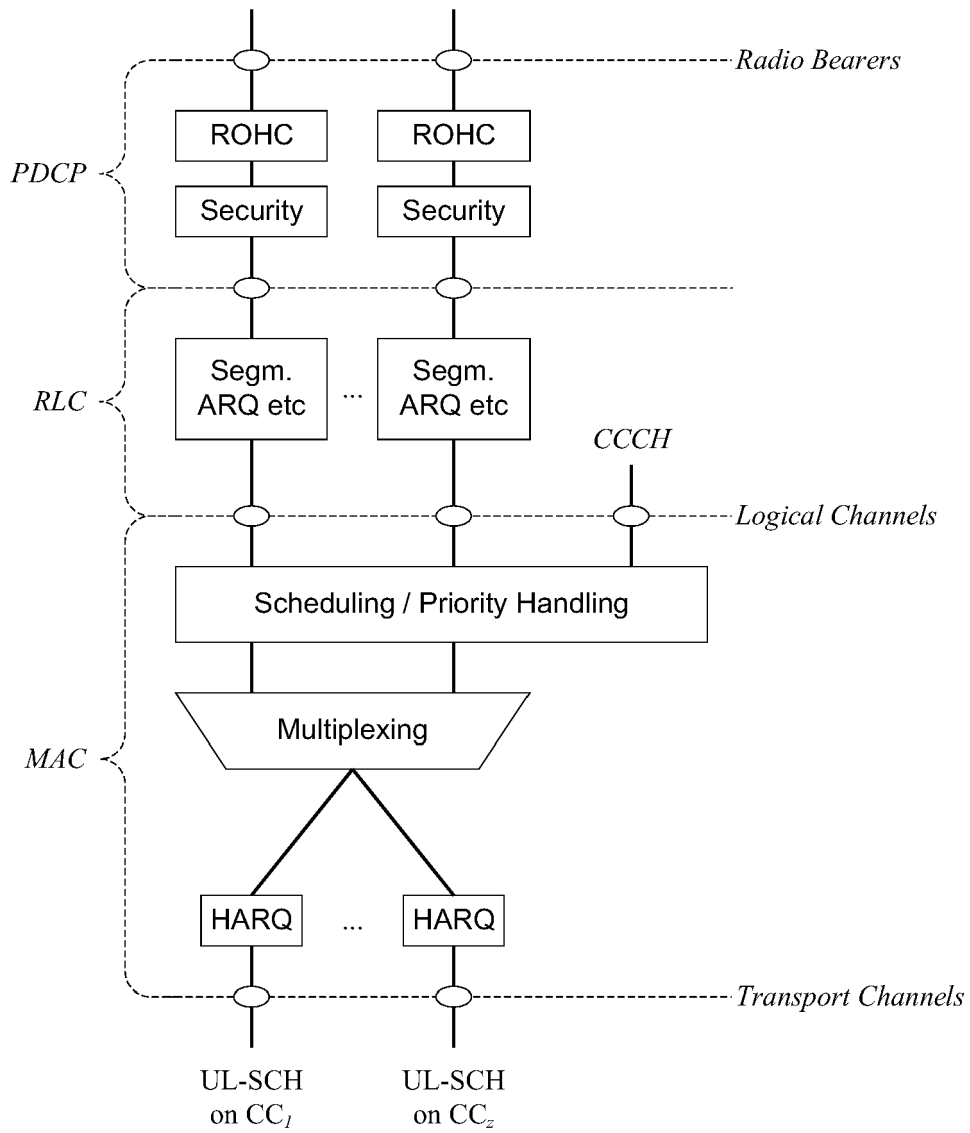 Radio Bearers
ROHC ROHC
PDCP
Security Security
Segm. Segm.
ARQ etc ... ARQ etc
RLC
CCCH
Logical Channels
Scheduling / Priority Handling
Multiplexing
MAC
HARQ ... HARQ
Transport Channels
UL-SCH UL-SCH
on CC1 on CCz